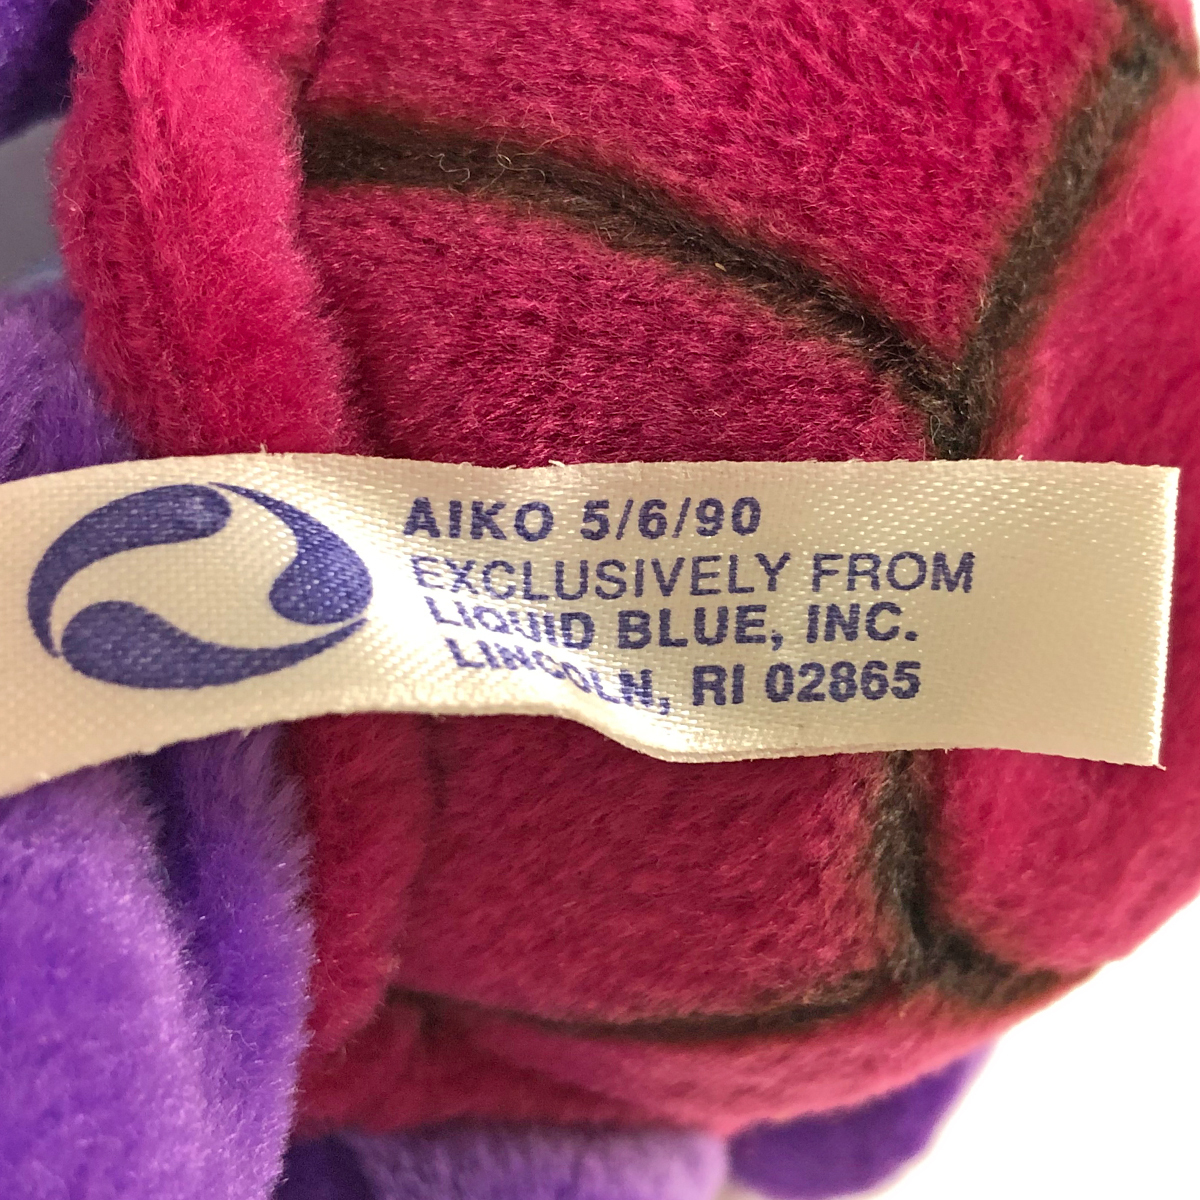 AIKO 5/6/90
EXCLUSIVELY FROM
LIQUID BLUE, INC.
LINCOLN, RI 02865